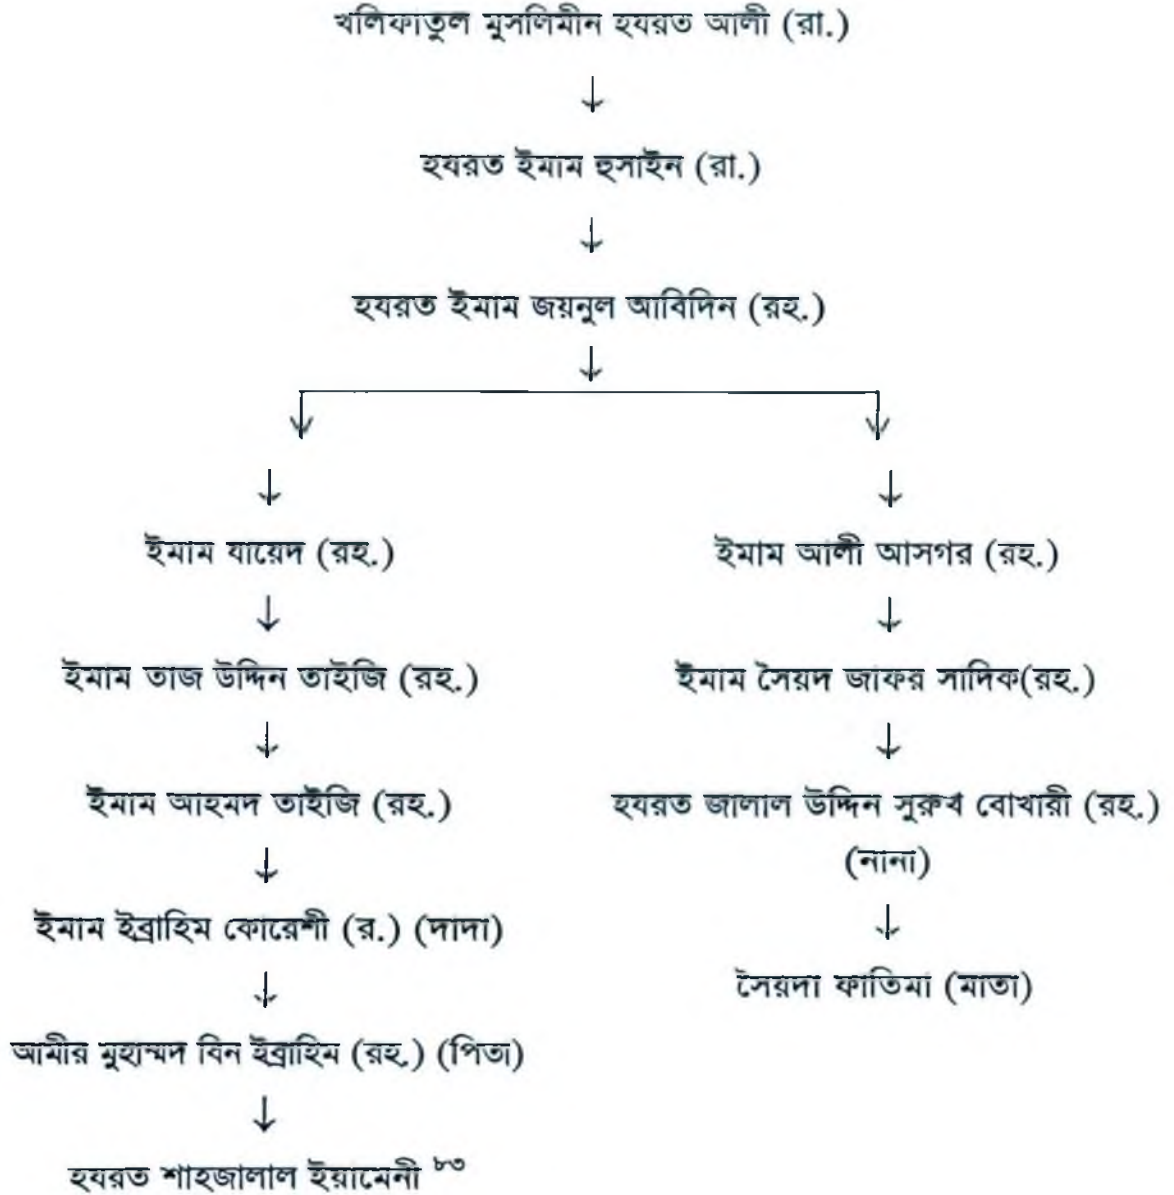 খলিফাতুল মুসলিমীন হযরত আলী (রা.)
হযরত ইমাম হুসাইন (রা.)
হযরত ইমাম জয়নুল আবিদিন (রহ.)
ইমাম যায়েদ (রহ.)
ইমাম তাজ উদ্দিন তাইজি (রহ.)
ইমাম আহমদ তাইজি (রহ.)
ইমাম ইব্রাহিম কোরেশী (র.) (দাদা)
আমীর মুহাম্মদ বিন ইব্রাহিম (রহ.) (পিতা)
হযরত শাহজালাল ইয়ামেনী ৮৩
ইমাম আলী আসগর (রহ.)
ইমাম সৈয়দ জাফর সাদিক(রহ.)
হযরত জালাল উদ্দিন সুরুখ বোখারী (রহ.)
(নানা)
সৈয়দা ফাতিমা (মাতা)